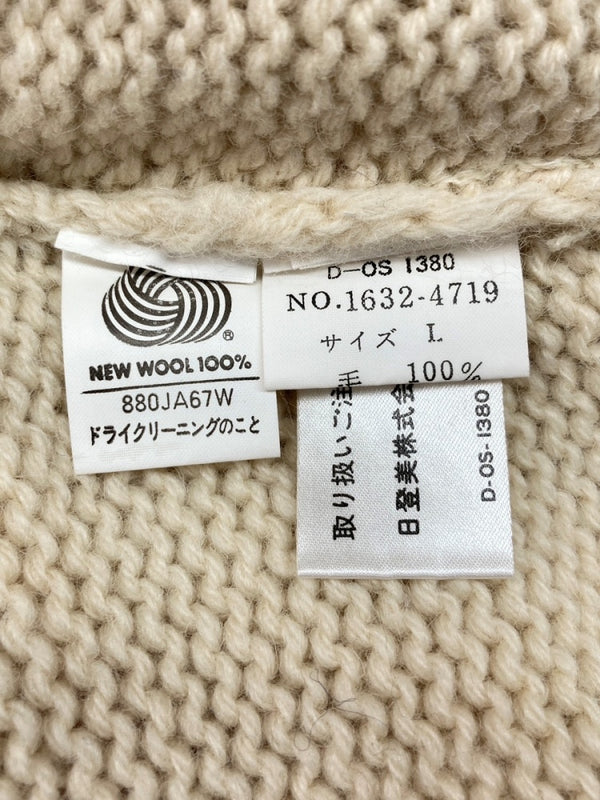 ®
NEW WOOL 100%
880JA67W
ドライクリーニングのこと
D-OS 1380
NO.1632-4719
サイズ L
毛 100%
取り扱いご注
日登美株式会
D-OS-1380